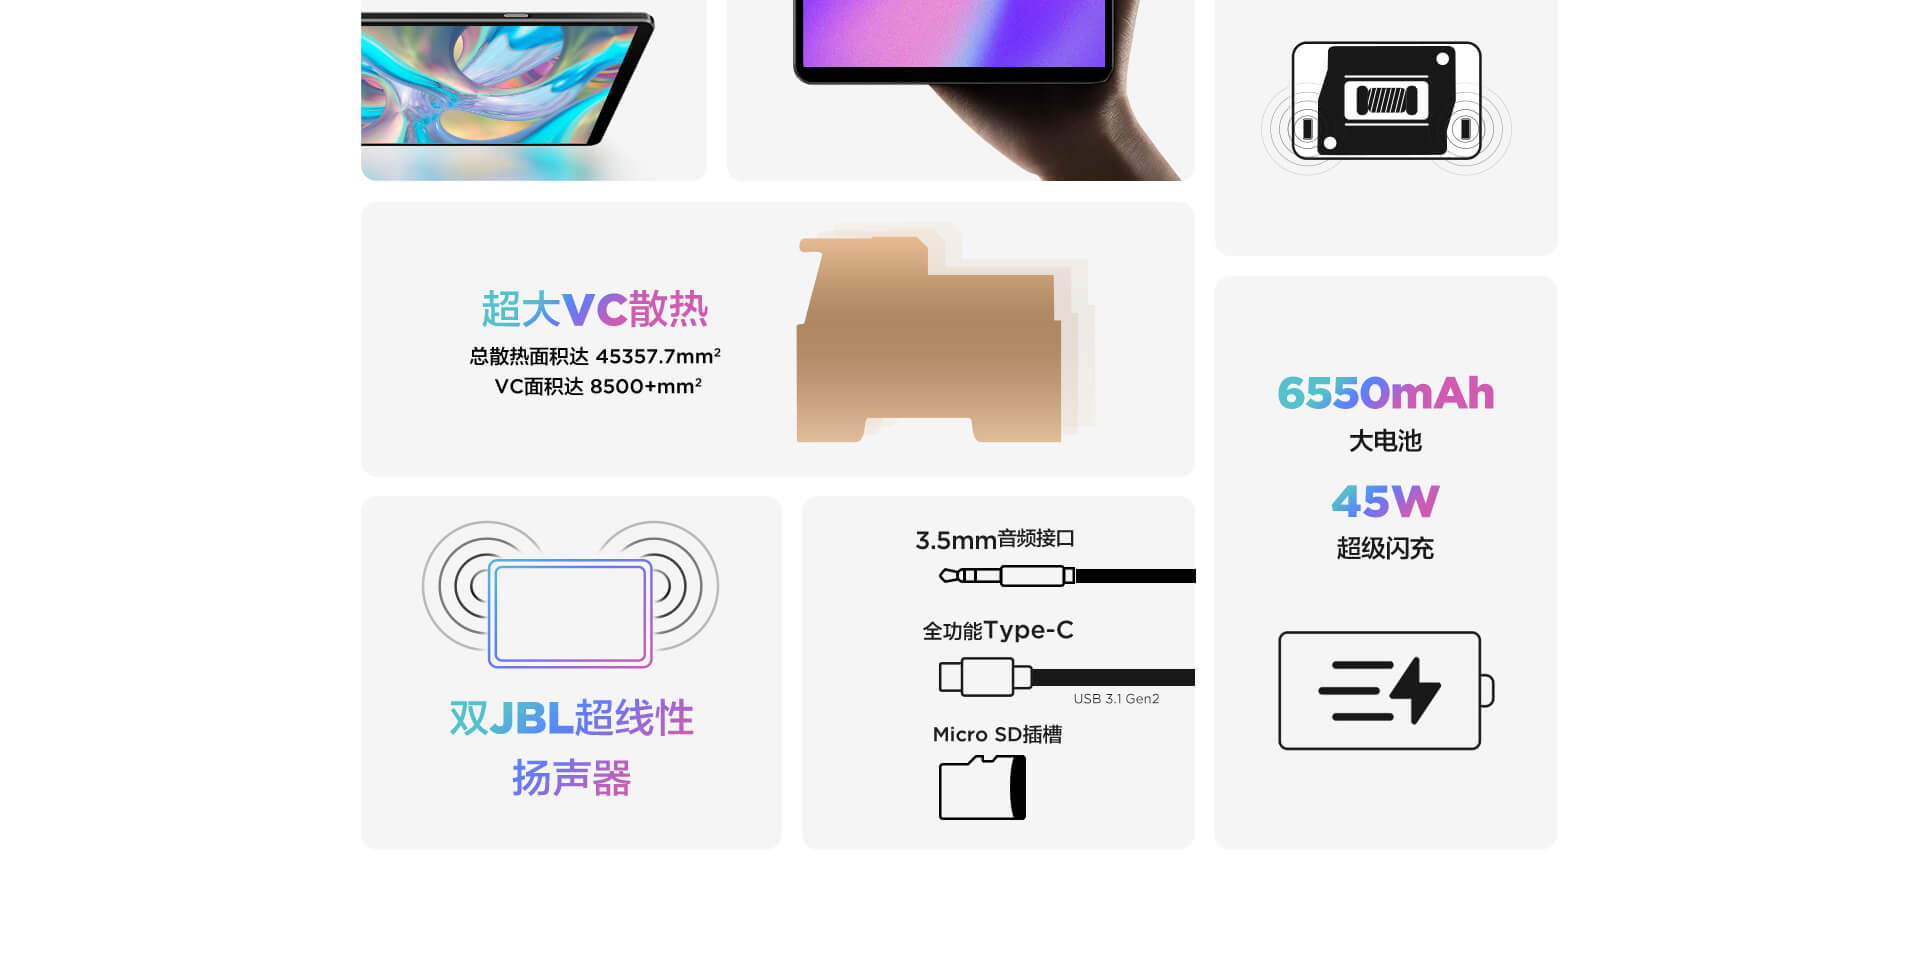 超大VC散热
总散热面积达 45357.7mm²
VC面积达 8500+mm²
6550mAh
大电池
45W
超级闪充
双JBL超线性
扬声器
3.5mm音频接口
全功能Type-C
USB 3.1 Gen2
Micro SD插槽